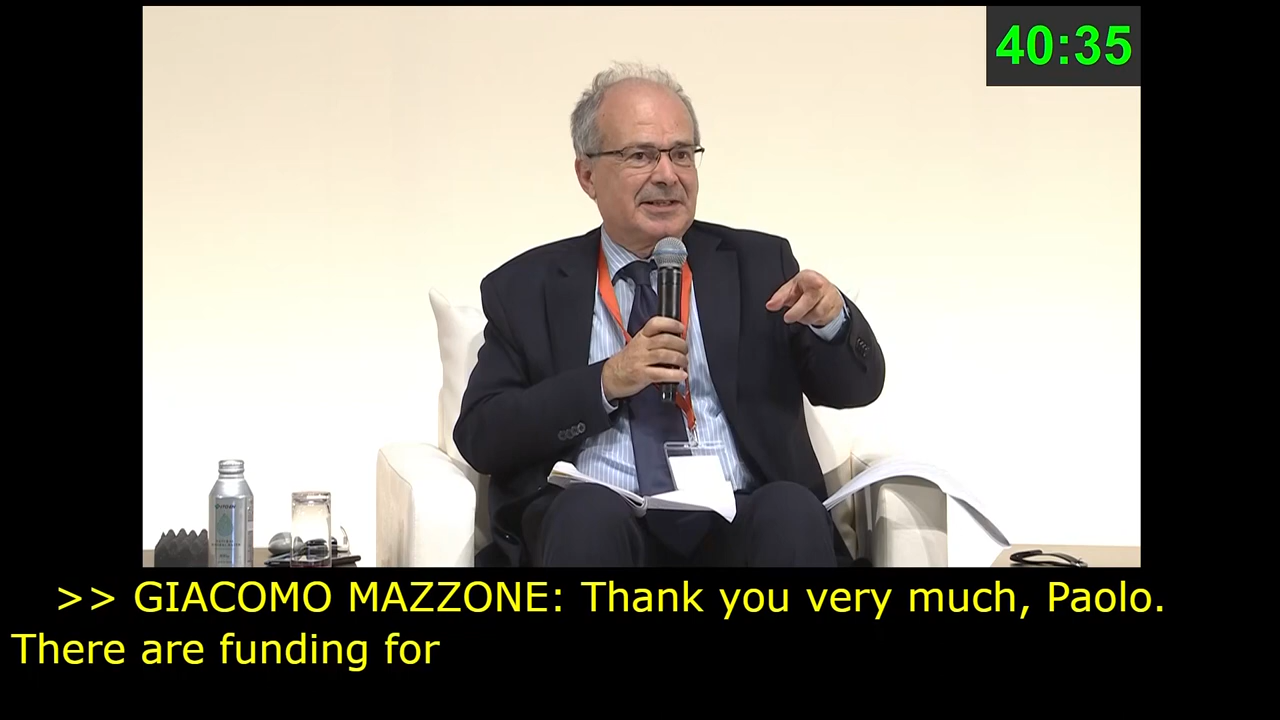 40:35
>> GIACOMO MAZZONE: Thank you very much, Paolo.
There are funding for